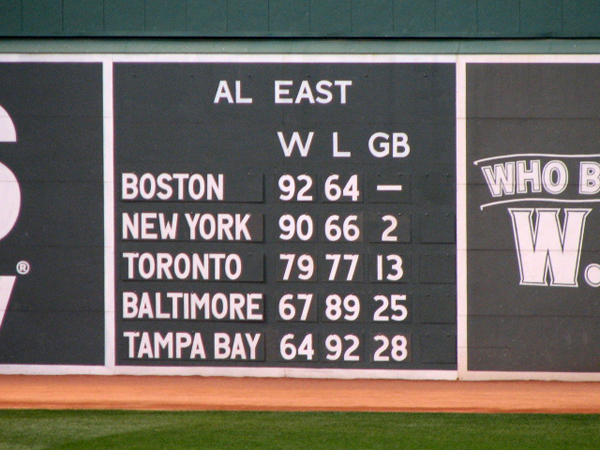 AL EAST
W L GB
BOSTON 92 64 —
NEW YORK 90 66 2
TORONTO 79 77 13
BALTIMORE 67 89 25
TAMPA BAY 64 92 28
®
WHO B
W.